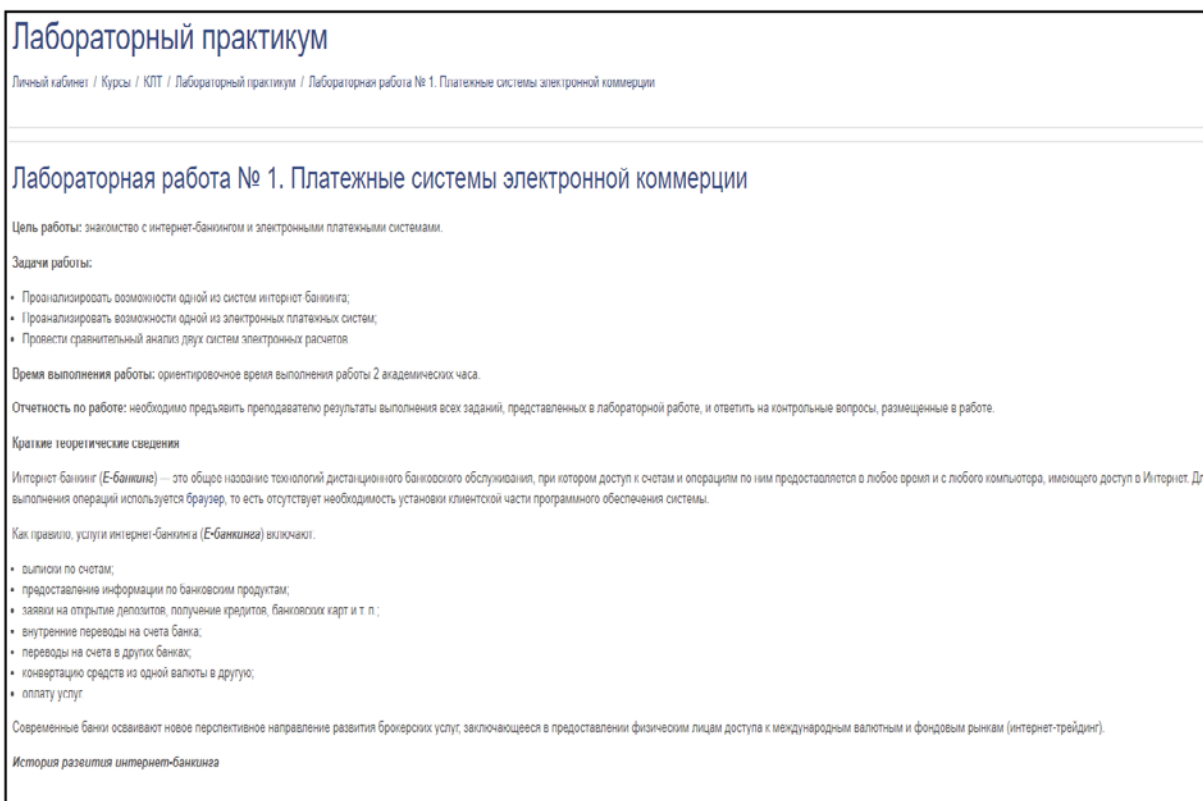 Лабораторный практикум
Личный кабинет / Курсы / КЛТ / Лабораторный практикум / Лабораторная работа № 1. Платежные системы электронной коммерции
Лабораторная работа № 1. Платежные системы электронной коммерции
Цель работы: знакомство с интернет-банкингом и электронными платежными системами.
Задачи работы:
• Проанализировать возможности одной из систем интернет банкинга;
• Проанализировать возможности одной из электронных платежных систем;
• Провести сравнительный анализ двух систем электронных расчетов
Время выполнения работы: ориентировочное время выполнения работы 2 академических часа.
Отчетность по работе: необходимо предъявить преподавателю результаты выполнения всех заданий, представленных в лабораторной работе, и ответить на контрольные вопросы, размещенные в работе.
Краткие теоретические сведения
Интернет банкинг (Е-банкинг) — это общее название технологий дистанционного банковского обслуживания, при котором доступ к счетам и операциям по ним предоставляется в любое время и с любого компьютера, имеющего доступ в Интернет. Дл
выполнения операций используется браузер, то есть отсутствует необходимость установки клиентской части программного обеспечения системы.
Как правило, услуги интернет-банкинга (Е-банкинга) включают:
• выписки по счетам;
• предоставление информации по банковским продуктам;
• заявки на открытие депозитов, получение кредитов, банковских карт и т. п.;
• внутренние переводы на счета банка;
• переводы на счета в других банках;
• конвертацию средств из одной валюты в другую;
• оплату услуг
Современные банки осваивают новое перспективное направление развития брокерских услуг, заключающееся в предоставлении физическим лицам доступа к международным валютным и фондовым рынкам (интернет-трейдинг).
История развития интернет-банкинга